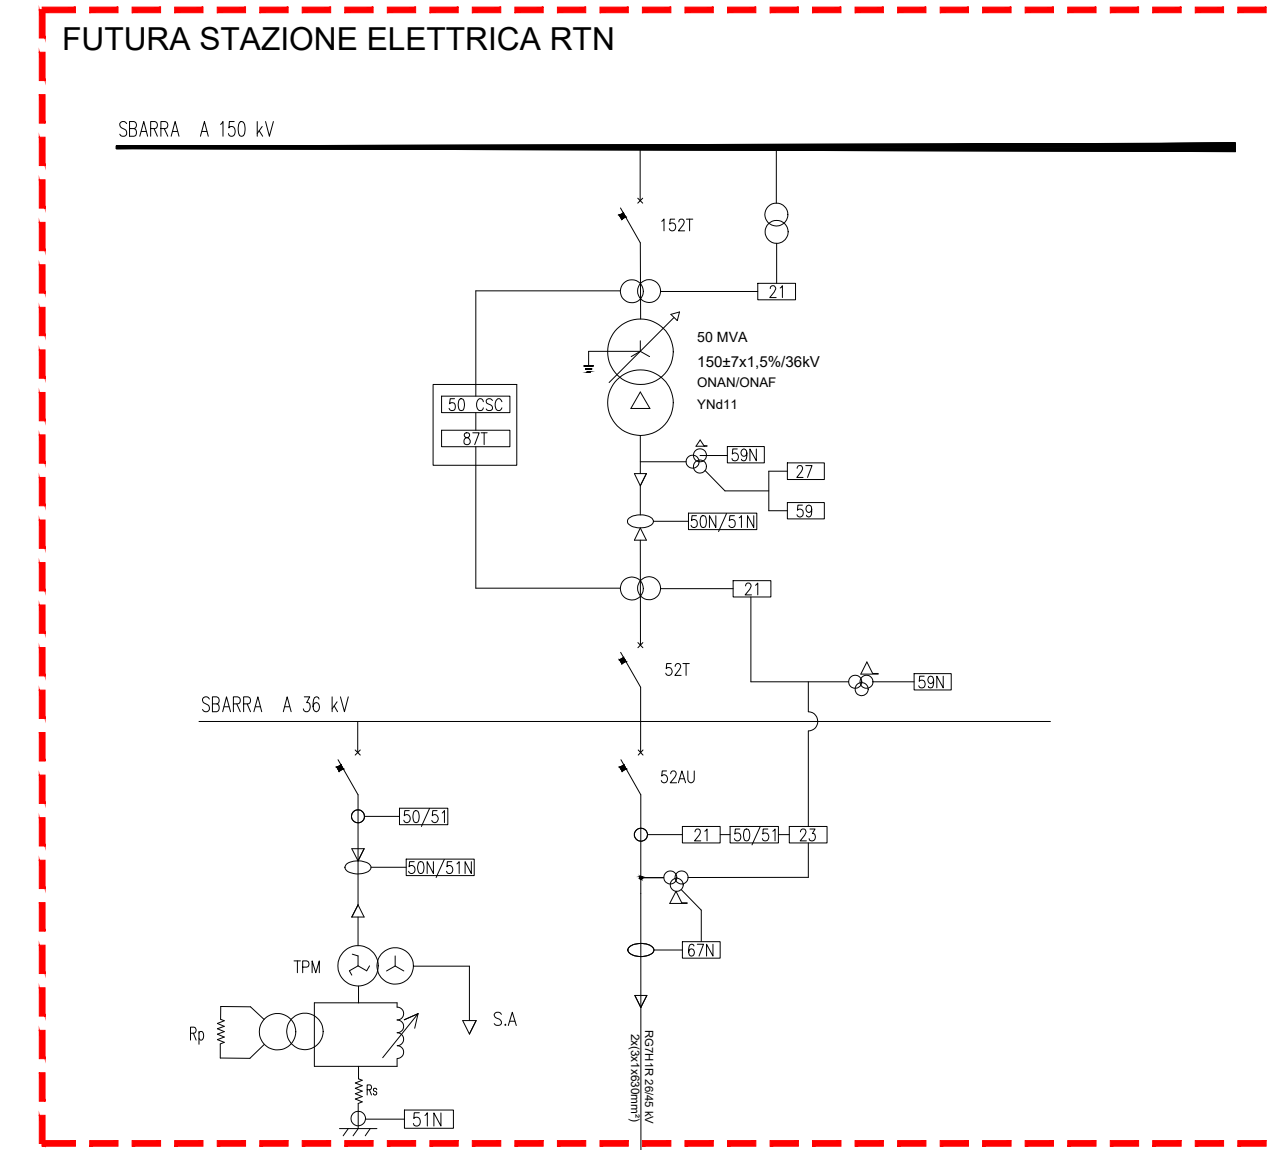 FUTURA STAZIONE ELETTRICA RTN
SBARRA A 150 kV
152T
21
50 MVA
150±7x1,5%/36kV
ONAN/ONAF
YNd11
50 CSC
87T
59N
27
59
50N/51N
21
52T
59N
SBARRA A 36 kV
52AU
50/51
21
50/51
23
50N/51N
67N
TPM
S.A
Rp
Rs
51N
RG7H1R 26/45 kV
2x(3x1x630mm²)